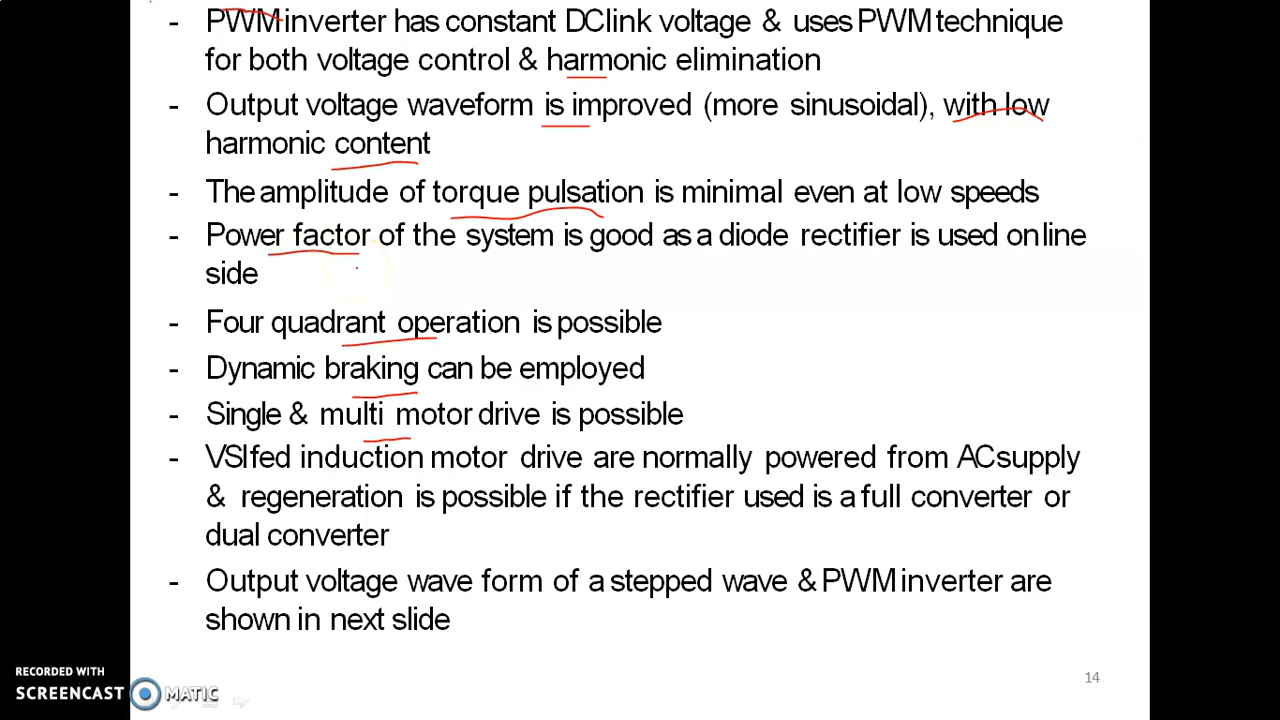 - PWM inverter has constant DC link voltage & uses PWM technique
for both voltage control & harmonic elimination
- Output voltage waveform is improved (more sinusoidal), with low
harmonic content
- The amplitude of torque pulsation is minimal even at low speeds
- Power factor of the system is good as a diode rectifier is used on line
side
- Four quadrant operation is possible
- Dynamic braking can be employed
- Single & multi motor drive is possible
- VSI fed induction motor drive are normally powered from AC supply
& regeneration is possible if the rectifier used is a full converter or
dual converter
- Output voltage wave form of a stepped wave & PWM inverter are
shown in next slide
14
RECORDED WITH
SCREENCAST MATIC